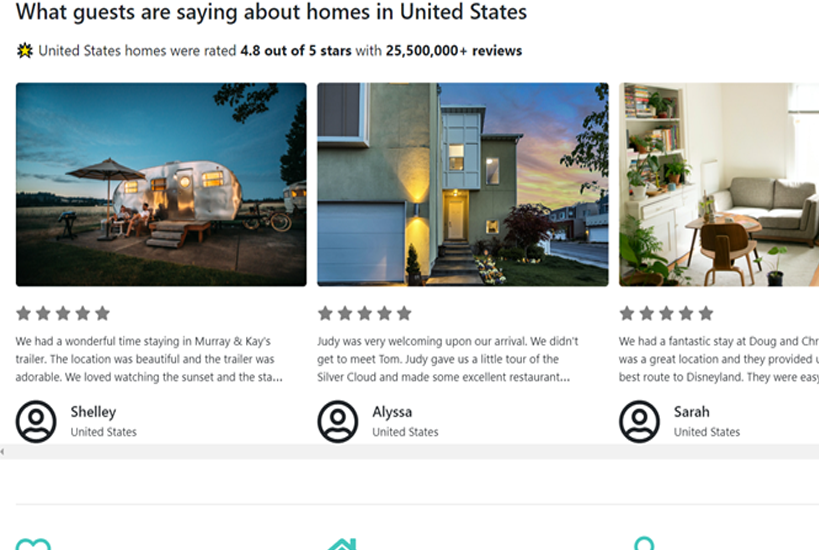 What guests are saying about homes in United States
United States homes were rated 4.8 out of 5 stars with 25,500,000+ reviews
We had a wonderful time staying in Murray & Kay's
trailer. The location was beautiful and the trailer was
adorable. We loved watching the sunset and the sta...
Shelley
United States
Judy was very welcoming upon our arrival. We didn't
get to meet Tom. Judy gave us a little tour of the
Silver Cloud and made some excellent restaurant...
Alyssa
United States
We had a fantastic stay at Doug and Chr
was a great location and they provided u
best route to Disneyland. They were easy
Sarah
United States